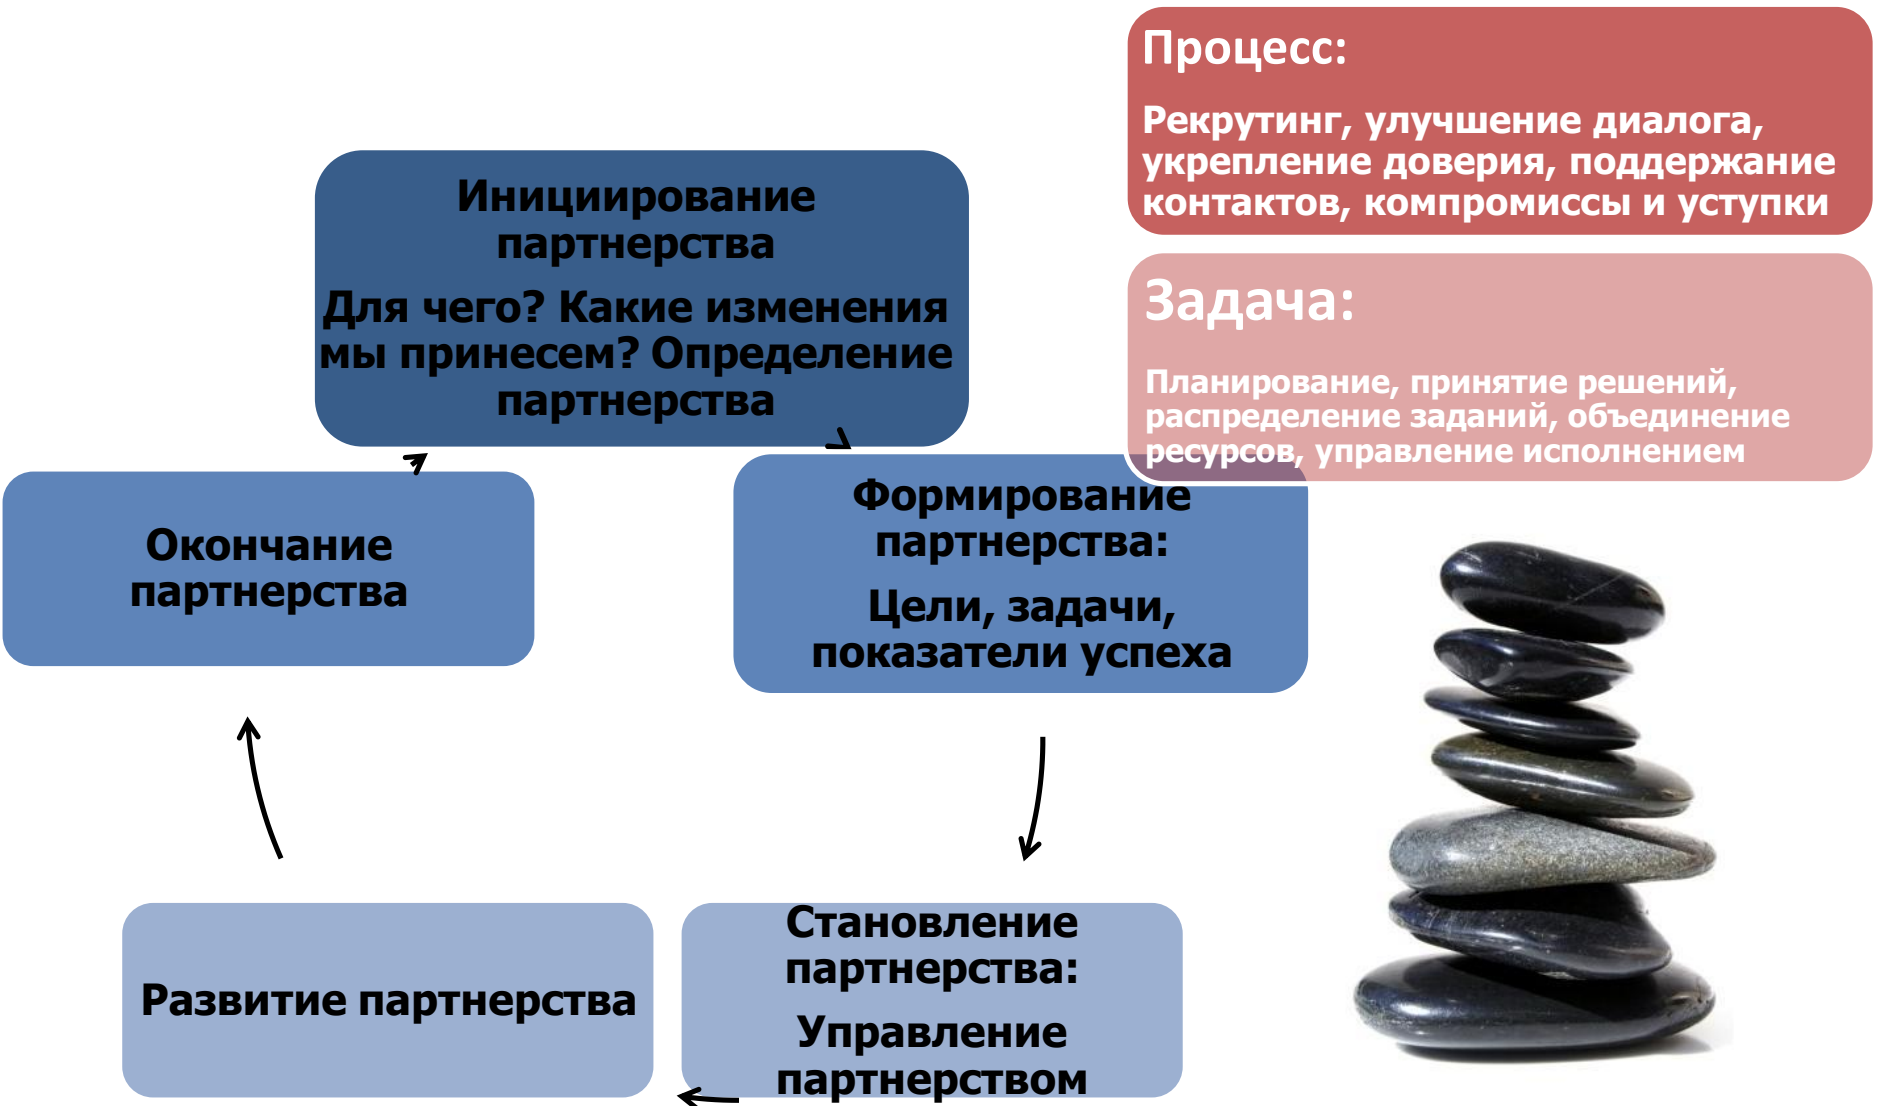 Процесс:
Рекрутинг, улучшение диалога,
укрепление доверия, поддержание
контактов, компромиссы и уступки
Инициирование
партнерства
Для чего? Какие изменения
мы принесем? Определение
партнерства
Задача:
Планирование, принятие решений,
распределение заданий, объединение
ресурсов, управление исполнением
Формирование
партнерства:
Цели, задачи,
показатели успеха
Окончание
партнерства
Становление
партнерства:
Управление
партнерством
Развитие партнерства